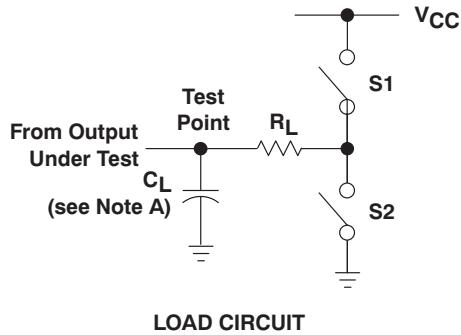 VCC
S1
Test
Point
RL
From Output
Under Test
CL
(see Note A)
S2
LOAD CIRCUIT